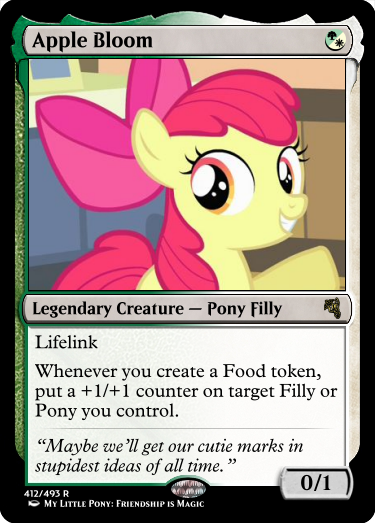 Apple Bloom
Legendary Creature — Pony Filly
Lifelink
Whenever you create a Food token,
put a +1/+1 counter on target Filly or
Pony you control.
“Maybe we’ll get our cutie marks in
stupidest ideas of all time.”
0/1
412/493 R
My Little Pony: Friendship is Magic